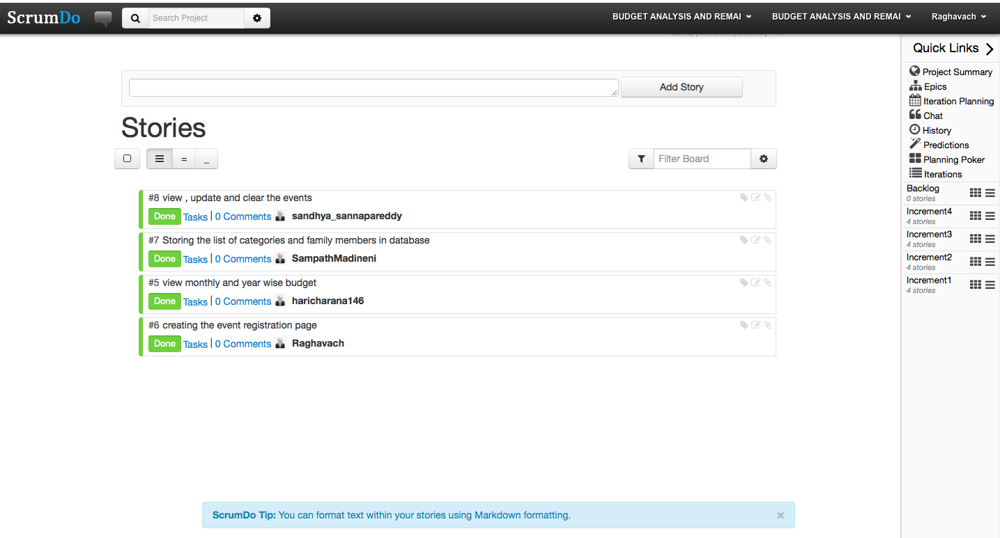 ScrumDo
Search Project
BUDGET ANALYSIS AND REMAI
BUDGET ANALYSIS AND REMAI
Raghavach
Add Story
Stories
= _
Filter Board
#8 view , update and clear the events
Done Tasks | 0 Comments sandhya_sannapareddy
#7 Storing the list of categories and family members in database
Done Tasks | 0 Comments SampathMadineni
#5 view monthly and year wise budget
Done Tasks | 0 Comments haricharana146
#6 creating the event registration page
Done Tasks | 0 Comments Raghavach
Quick Links
Project Summary
Epics
Iteration Planning
Chat
History
Predictions
Planning Poker
Iterations
Backlog
0 stories
Increment4
4 stories
Increment3
4 stories
Increment2
4 stories
Increment1
4 stories
ScrumDo Tip: You can format text within your stories using Markdown formatting. ×